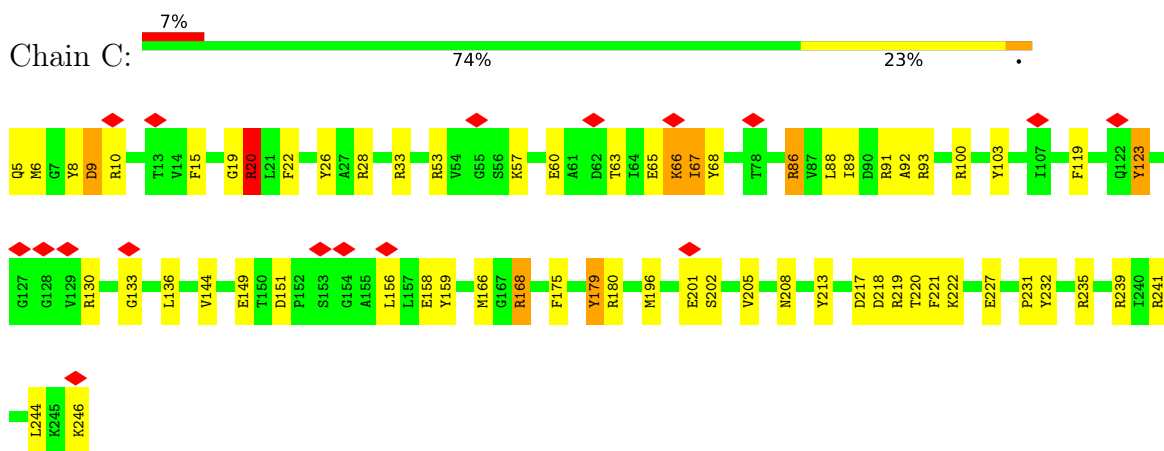 7%
Chain C:
74% 23% •
Q5 M6 G7 Y8 D9 R10 T13 V14 F15 G19 R20 L21 F22 Y26 A27 R28 R33 R53 V54 G55 S56 K57 E60 A61 D62 T63 I64 E65 K66 I67 Y68 T78 R86 V87 L88 I89 D90 R91 A92 R93 R100 Y103 I107 F119 Q122 Y123
G127 G128 V129 R130 G133 L136 V144 E149 T150 D151 P152 S153 G154 A155 L156 L157 E158 Y159 M166 G167 R168 F175 Y179 R180 M196 E201 S202 V205 N208 Y213 D217 D218 R219 T220 F221 K222 E227 P231 Y232 R235 R239 I240 R241
L244 K245 K246